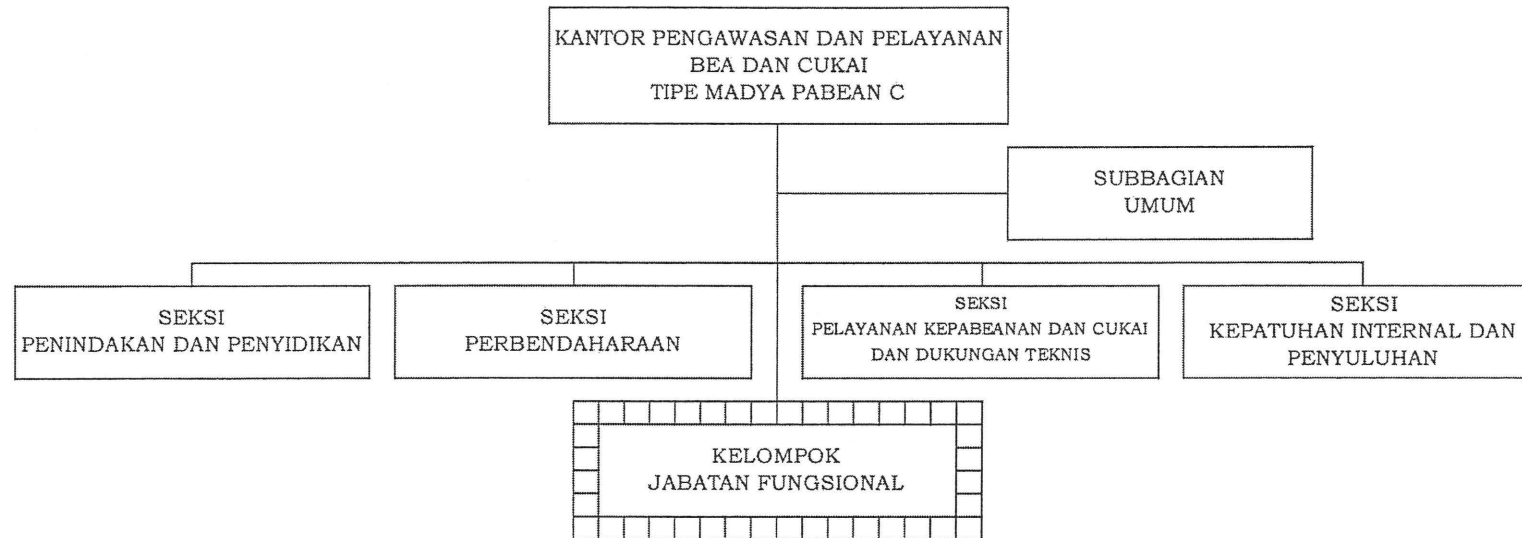 KANTOR PENGAWASAN DAN PELAYANAN
BEA DAN CUKAI
TIPE MADYA PABEAN C
SUBBAGIAN
UMUM
SEKSI
PENINDAKAN DAN PENYIDIKAN
SEKSI
PERBENDAHARAAN
SEKSI
PELAYANAN KEPABEANAN DAN CUKAI
DAN DUKUNGAN TEKNIS
SEKSI
KEPATUHAN INTERNAL DAN
PENYULUHAN
KELOMPOK
JABATAN FUNGSIONAL